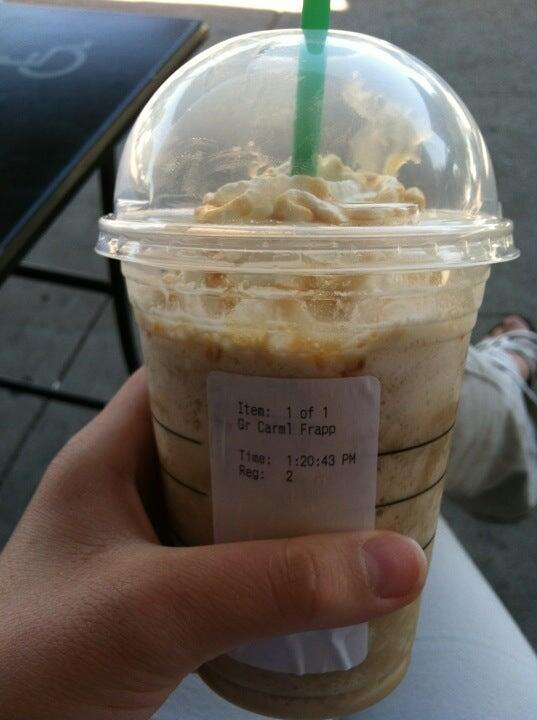 Item: 1 of 1
Gr Carml Frapp
Time: 1:20:43 PM
Reg: 2